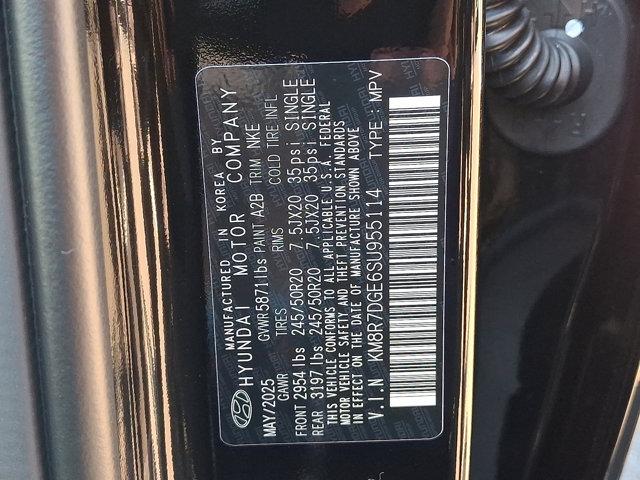 MANUFACTURED IN KOREA BY
HYUNDAI MOTOR COMPANY
MAY/2025 GVWR 5871 lbs PAINT A2B TRIM NKE
GAWR TIRES RIMS COLD TIRE INFL
FRONT 2954 lbs 245/50R20 7.5JX20 35psi SINGLE
REAR 3197 lbs 245/50R20 7.5JX20 35psi SINGLE
THIS VEHICLE CONFORMS TO ALL APPLICABLE U.S.A. FEDERAL
MOTOR VEHICLE SAFETY AND THEFT PREVENTION STANDARDS
IN EFFECT ON THE DATE OF MANUFACTURE SHOWN ABOVE
V.I.N : KM8R7DGE6SU955114 TYPE : MPV